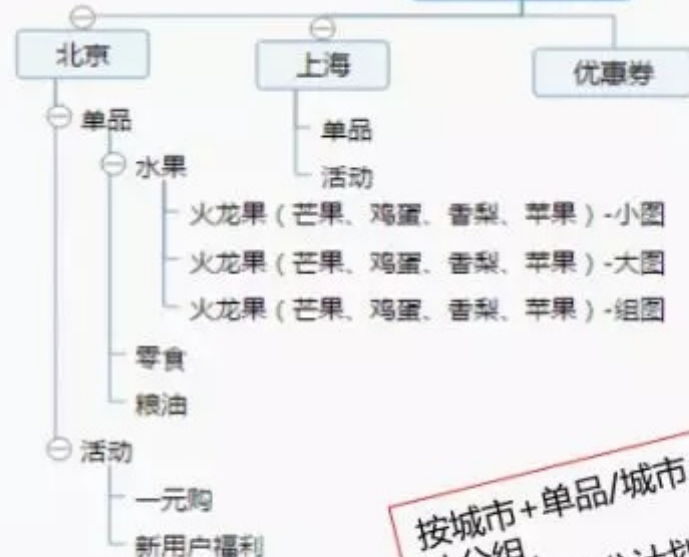 北京
上海
优惠券
单品
水果
火龙果（芒果、鸡蛋、香梨、苹果）-小图
火龙果（芒果、鸡蛋、香梨、苹果）-大图
火龙果（芒果、鸡蛋、香梨、苹果）-组图
零食
粮油
活动
一元购
新用户福利
单品
活动
按城市+单品/城市
分组